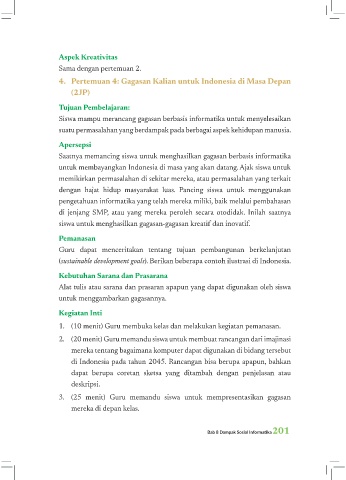 Aspek Kreativitas
Sama dengan pertemuan 2.
4. Pertemuan 4: Gagasan Kalian untuk Indonesia di Masa Depan
(2JP)
Tujuan Pembelajaran:
Siswa mampu merancang gagasan berbasis informatika untuk menyelesaikan
suatu permasalahan yang berdampak pada berbagai aspek kehidupan manusia.
Apersepsi
Saatnya memancing siswa untuk menghasilkan gagasan berbasis informatika
untuk membayangkan Indonesia di masa yang akan datang. Ajak siswa untuk
memikirkan permasalahan di sekitar mereka, atau permasalahan yang terkait
dengan hajat hidup masyarakat luas. Pancing siswa untuk menggunakan
pengetahuan informatika yang telah mereka miliki, baik melalui pembahasan
di jenjang SMP, atau yang mereka peroleh secara otodidak. Inilah saatnya
siswa untuk menghasilkan gagasan-gagasan kreatif dan inovatif.
Pemanasan
Guru dapat menceritakan tentang tujuan pembangunan berkelanjutan
(sustainable development goals). Berikan beberapa contoh ilustrasi di Indonesia.
Kebutuhan Sarana dan Prasarana
Alat tulis atau sarana dan prasaran apapun yang dapat digunakan oleh siswa
untuk menggambarkan gagasannya.
Kegiatan Inti
1. (10 menit) Guru membuka kelas dan melakukan kegiatan pemanasan.
2. (20 menit) Guru memandu siswa untuk membuat rancangan dari imajinasi
mereka tentang bagaimana komputer dapat digunakan di bidang tersebut
di Indonesia pada tahun 2045. Rancangan bisa berupa apapun, bahkan
dapat berupa coretan sketsa yang ditambah dengan penjelasan atau
deskripsi.
3. (25 menit) Guru memandu siswa untuk mempresentasikan gagasan
mereka di depan kelas.
Bab 8 Dampak Sosial Informatika 201